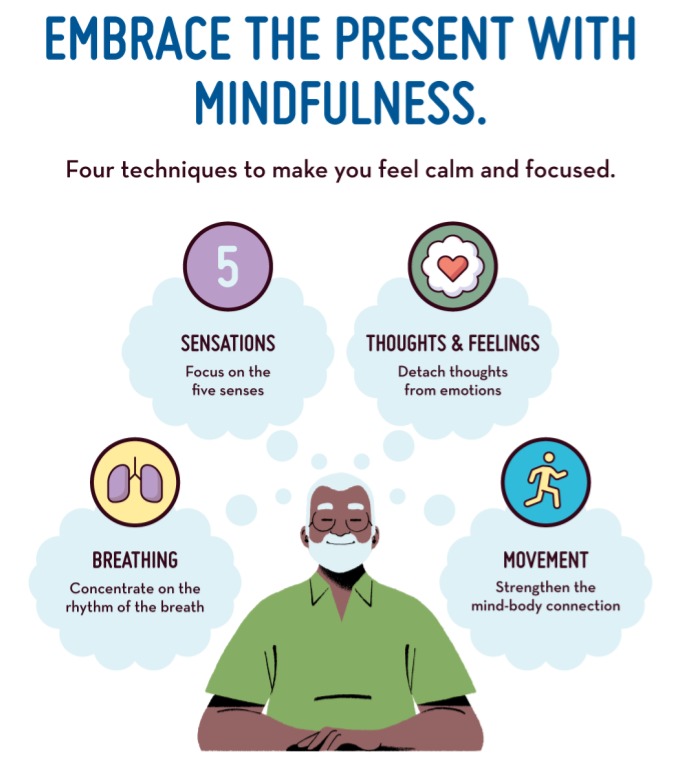 EMBRACE THE PRESENT WITH
MINDFULNESS.
Four techniques to make you feel calm and focused.
5
SENSATIONS
Focus on the
five senses
THOUGHTS & FEELINGS
Detach thoughts
from emotions
BREATHING
Concentrate on the
rhythm of the breath
MOVEMENT
Strengthen the
mind-body connection